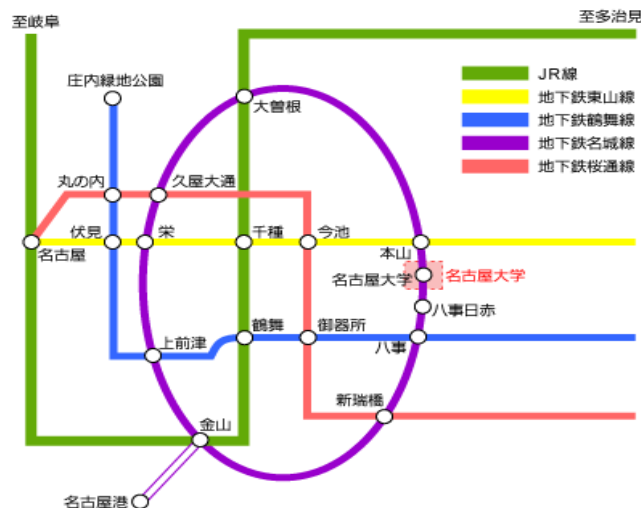 至岐阜
至多治見
庄内緑地公園
大曽根
JR線
地下鉄東山線
地下鉄鶴舞線
地下鉄名城線
地下鉄桜通線
丸の内
久屋大通
伏見
栄
千種
今池
名古屋
本山
名古屋大学
名古屋大学
八事日赤
鶴舞
御器所
八事
上前津
新瑞橋
金山
名古屋港